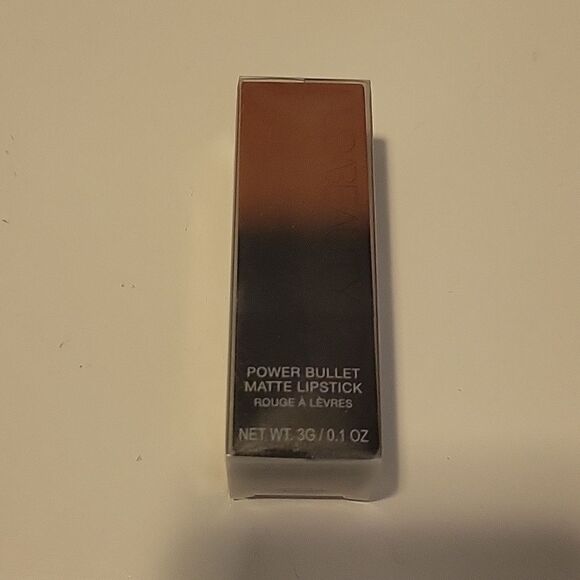 POWER BULLET
MATTE LIPSTICK
ROUGE À LÈVRES
NET WT. 3G / 0.1 OZ